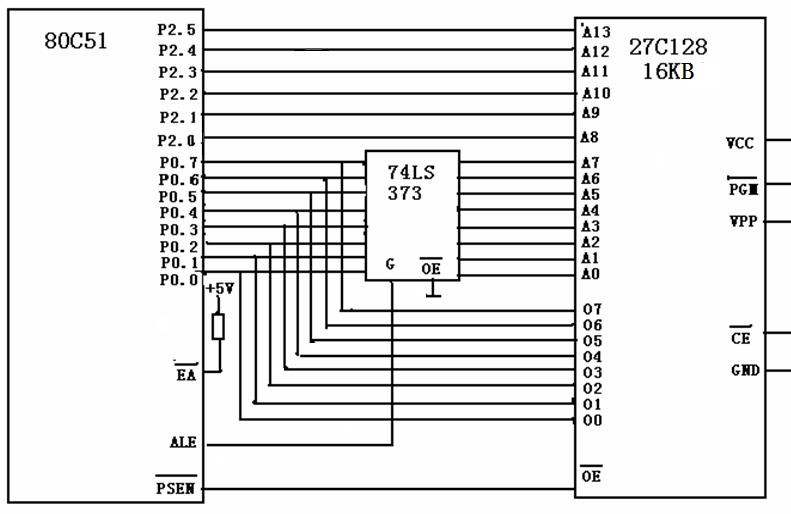 80C51
P2.5
P2.4
P2.3
P2.2
P2.1
P2.0
P0.7
P0.6
P0.5
P0.4
P0.3
P0.2
P0.1
P0.0
+5V
EA
ALE
PSEN
74LS
373
G
OE
27C128
16KB
A13
A12
A11
A10
A9
A8
A7
A6
A5
A4
A3
A2
A1
A0
O7
O6
O5
O4
O3
O2
O1
O0
OE
VCC
PGM
VPP
CE
GND